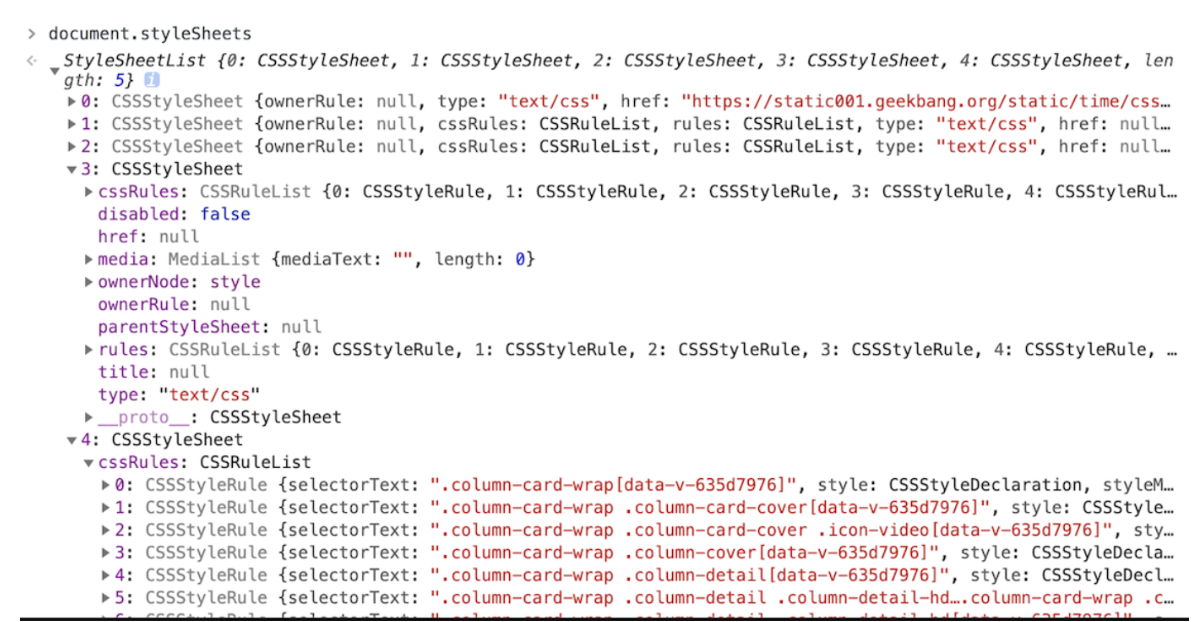 > document.styleSheets
StyleSheetList {0: CSSStyleSheet, 1: CSSStyleSheet, 2: CSSStyleSheet, 3: CSSStyleSheet, 4: CSSStyleSheet, len
gth: 5} i
0: CSSStyleSheet {ownerRule: null, type: "text/css", href: "https://static001.geekbang.org/static/time/css…
1: CSSStyleSheet {ownerRule: null, cssRules: CSSRuleList, rules: CSSRuleList, type: "text/css", href: null…
2: CSSStyleSheet {ownerRule: null, cssRules: CSSRuleList, rules: CSSRuleList, type: "text/css", href: null…
3: CSSStyleSheet
cssRules: CSSRuleList {0: CSSStyleRule, 1: CSSStyleRule, 2: CSSStyleRule, 3: CSSStyleRule, 4: CSSStyleRul…
disabled: false
href: null
media: MediaList {mediaText: "", length: 0}
ownerNode: style
ownerRule: null
parentStyleSheet: null
rules: CSSRuleList {0: CSSStyleRule, 1: CSSStyleRule, 2: CSSStyleRule, 3: CSSStyleRule, 4: CSSStyleRule, …
title: null
type: "text/css"
__proto__: CSSStyleSheet
4: CSSStyleSheet
cssRules: CSSRuleList
0: CSSStyleRule {selectorText: ".column-card-wrap[data-v-635d7976]", style: CSSStyleDeclaration, styleM…
1: CSSStyleRule {selectorText: ".column-card-wrap .column-card-cover[data-v-635d7976]", style: CSSStyle…
2: CSSStyleRule {selectorText: ".column-card-wrap .column-card-cover .icon-video[data-v-635d7976]", sty…
3: CSSStyleRule {selectorText: ".column-card-wrap .column-cover[data-v-635d7976]", style: CSSStyleDecla…
4: CSSStyleRule {selectorText: ".column-card-wrap .column-detail[data-v-635d7976]", style: CSSStyleDecl…
5: CSSStyleRule {selectorText: ".column-card-wrap .column-detail .column-detail-hd….column-card-wrap .c…